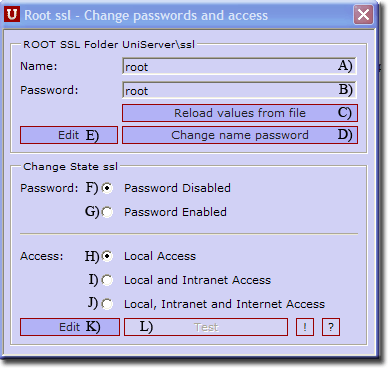 U Root ssl - Change passwords and access X
ROOT SSL Folder UniServer\ssl
Name: root A)
Password: root B)
Reload values from file C)
Edit E) Change name password D)
Change State ssl
Password: F) Password Disabled
G) Password Enabled
Access: H) Local Access
I) Local and Intranet Access
J) Local, Intranet and Internet Access
Edit K) L) Test ! ?